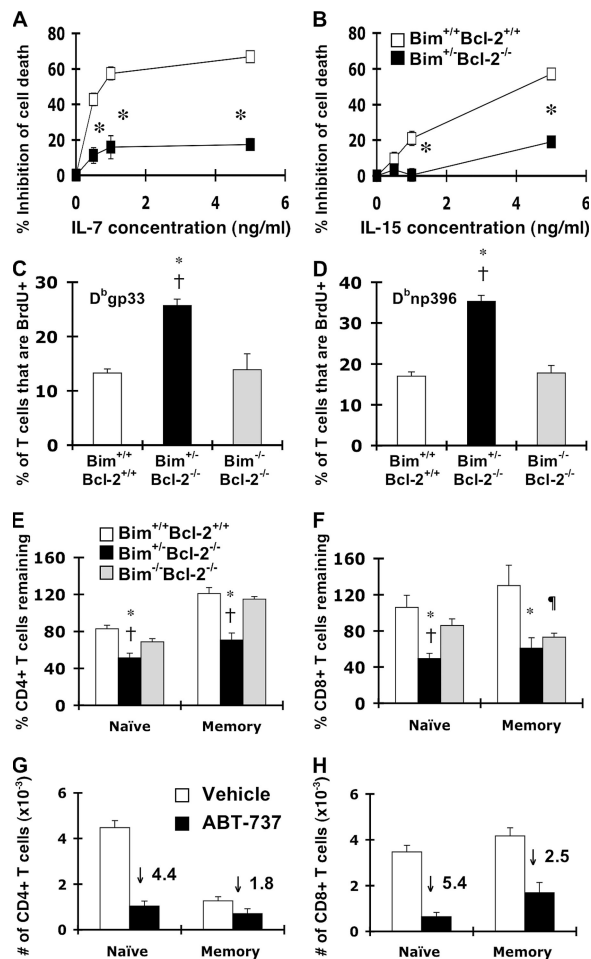 A
% Inhibition of cell death
80
60
40
20
0
* * *
0 2 4 6
IL-7 concentration (ng/ml)
B
% Inhibition of cell death
Bim+/+Bcl-2+/+
Bim+/-Bcl-2-/-
80
60
40
20
0
* *
0 2 4 6
IL-15 concentration (ng/ml)
C
% of T cells that are BrdU+
Dbgp33
30
20
10
0
*
†
Bim+/+ Bim+/- Bim-/-
Bcl-2+/+ Bcl-2-/- Bcl-2-/-
D
% of T cells that are BrdU+
Dbnp396
40
30
20
10
0
*
†
Bim+/+ Bim+/- Bim-/-
Bcl-2+/+ Bcl-2-/- Bcl-2-/-
E
% CD4+ T cells remaining
Bim+/+Bcl-2+/+
Bim+/-Bcl-2-/-
Bim-/-Bcl-2-/-
160
120
80
40
0
* *
† †
Naïve Memory
F
% CD8+ T cells remaining
160
120
80
40
0
* * ¶
†
Naïve Memory
G
# of CD4+ T cells (x10-3)
Vehicle
ABT-737
6
4
2
0
↓ 4.4 ↓ 1.8
Naïve Memory
H
# of CD8+ T cells (x10-3)
6
4
2
0
↓ 5.4 ↓ 2.5
Naïve Memory